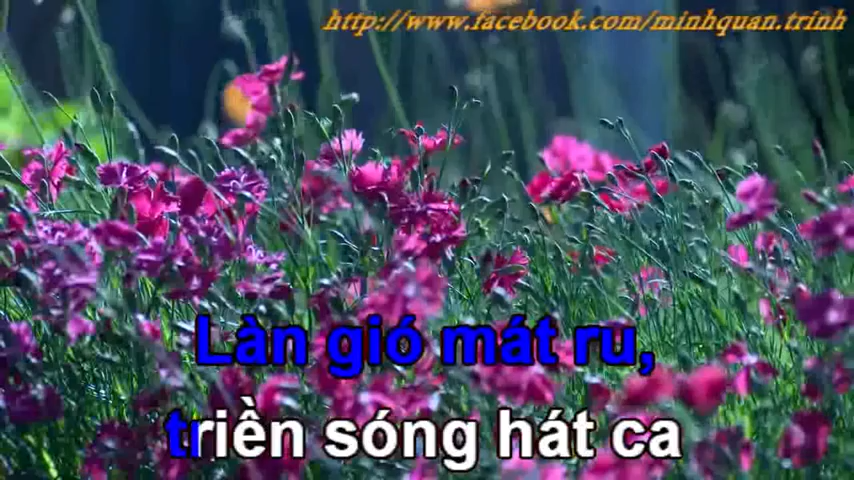 http://www.facebook.com/minhquan.trinh
Làn gió mát ru,
triền sóng hát ca